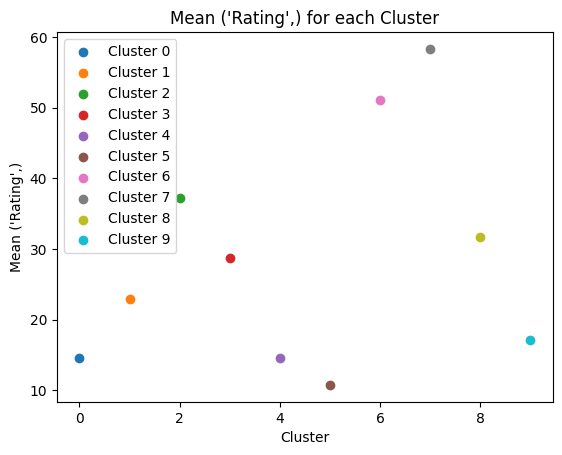 Mean ('Rating',) for each Cluster
Mean ('Rating',)
60
50
40
30
20
10
Cluster 0
Cluster 1
Cluster 2
Cluster 3
Cluster 4
Cluster 5
Cluster 6
Cluster 7
Cluster 8
Cluster 9
0
2
4
6
8
Cluster